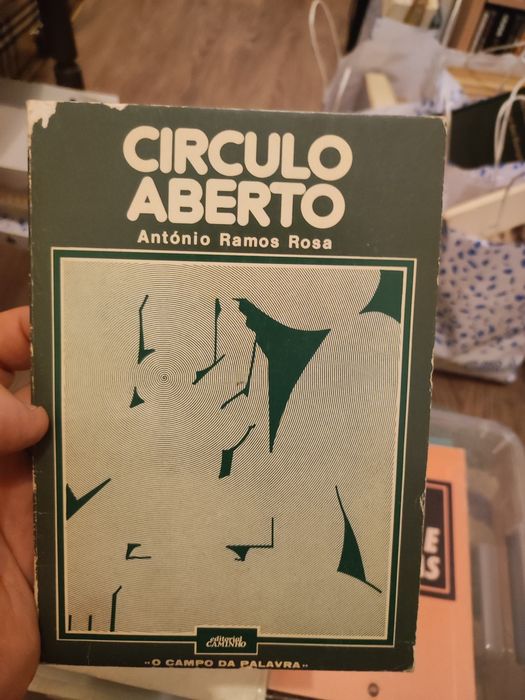 CIRCULO
ABERTO
António Ramos Rosa
editorial
CAMINHO
"O CAMPO DA PALAVRA"